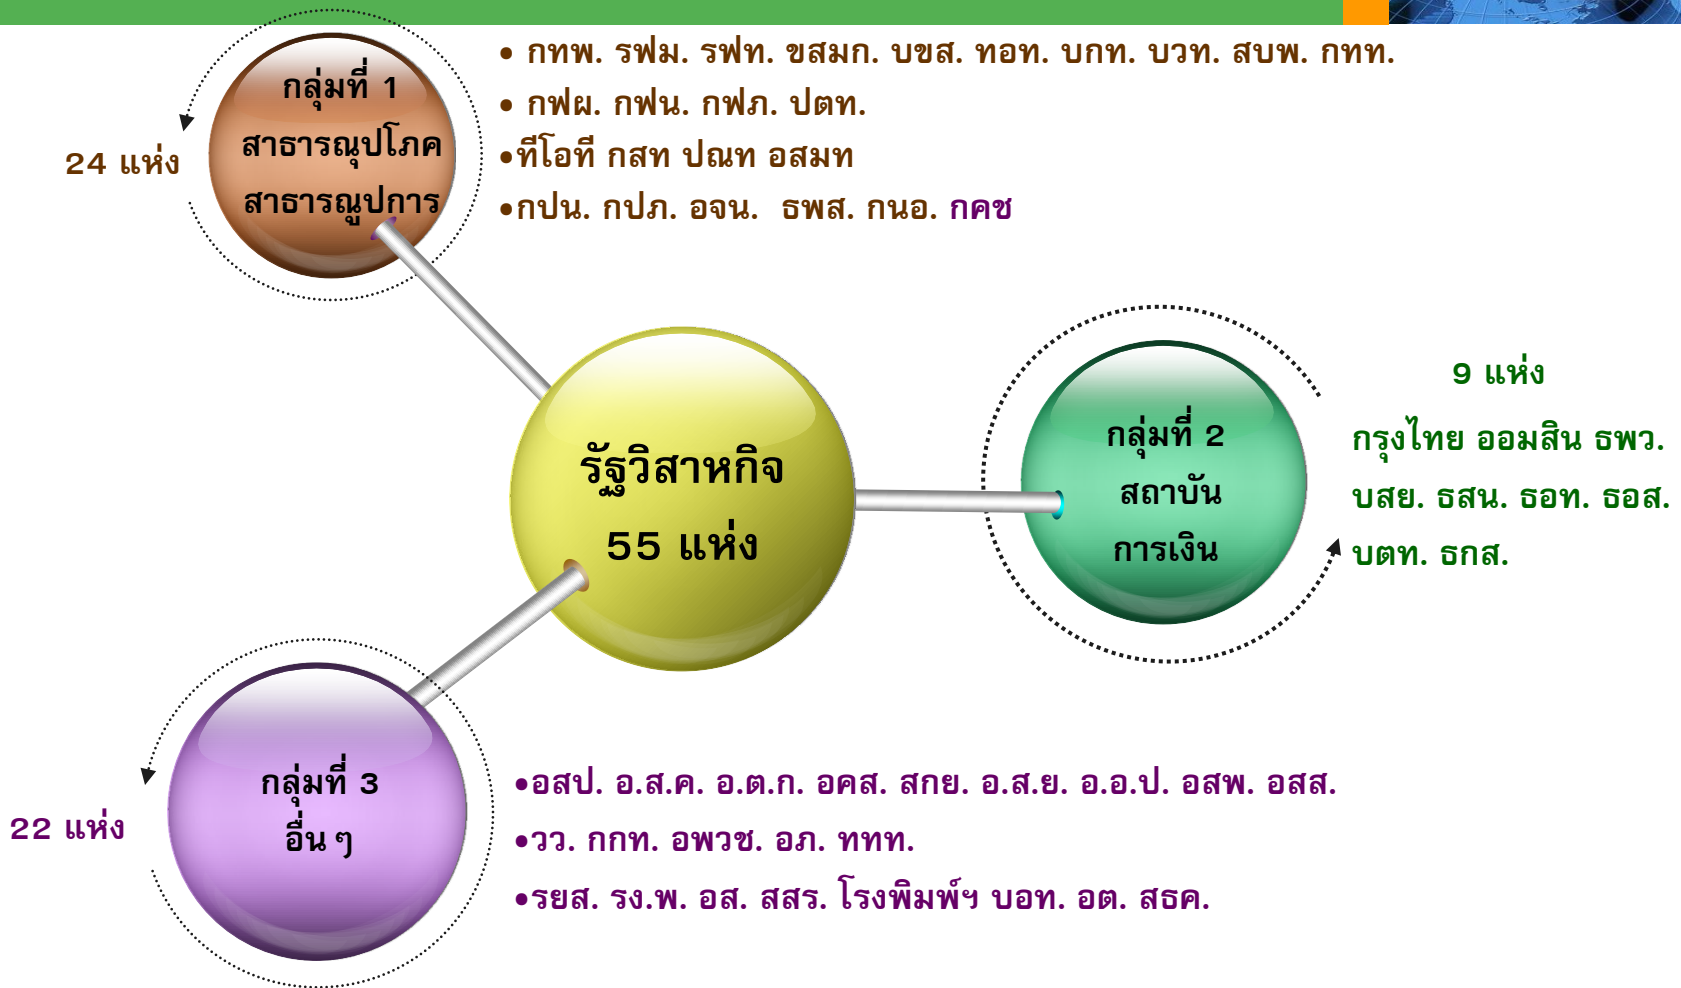 กลุ่มที่ 1
สาธารณุปโภค
สาธารณูปการ
24 แห่ง
• กทพ. รฟม. รฟท. ขสมก. บขส. ทอท. บกท. บวท. สบพ. กทท.
• กฟผ. กฟน. กฟภ. ปตท.
•ทีโอที กสท ปณท อสมท
•กปน. กปภ. อจน. ธพส. กนอ. กคช
รัฐวิสาหกิจ
55 แห่ง
กลุ่มที่ 2
สถาบัน
การเงิน
9 แห่ง
กรุงไทย ออมสิน ธพว.
บสย. ธสน. ธอท. ธอส.
บตท. ธกส.
กลุ่มที่ 3
อื่น ๆ
22 แห่ง
•อสป. อ.ส.ค. อ.ต.ก. อคส. สกย. อ.ส.ย. อ.อ.ป. อสพ. อสส.
•วว. กกท. อพวช. อภ. ททท.
•รยส. รง.พ. อส. สสร. โรงพิมพ์ฯ บอท. อต. สธค.